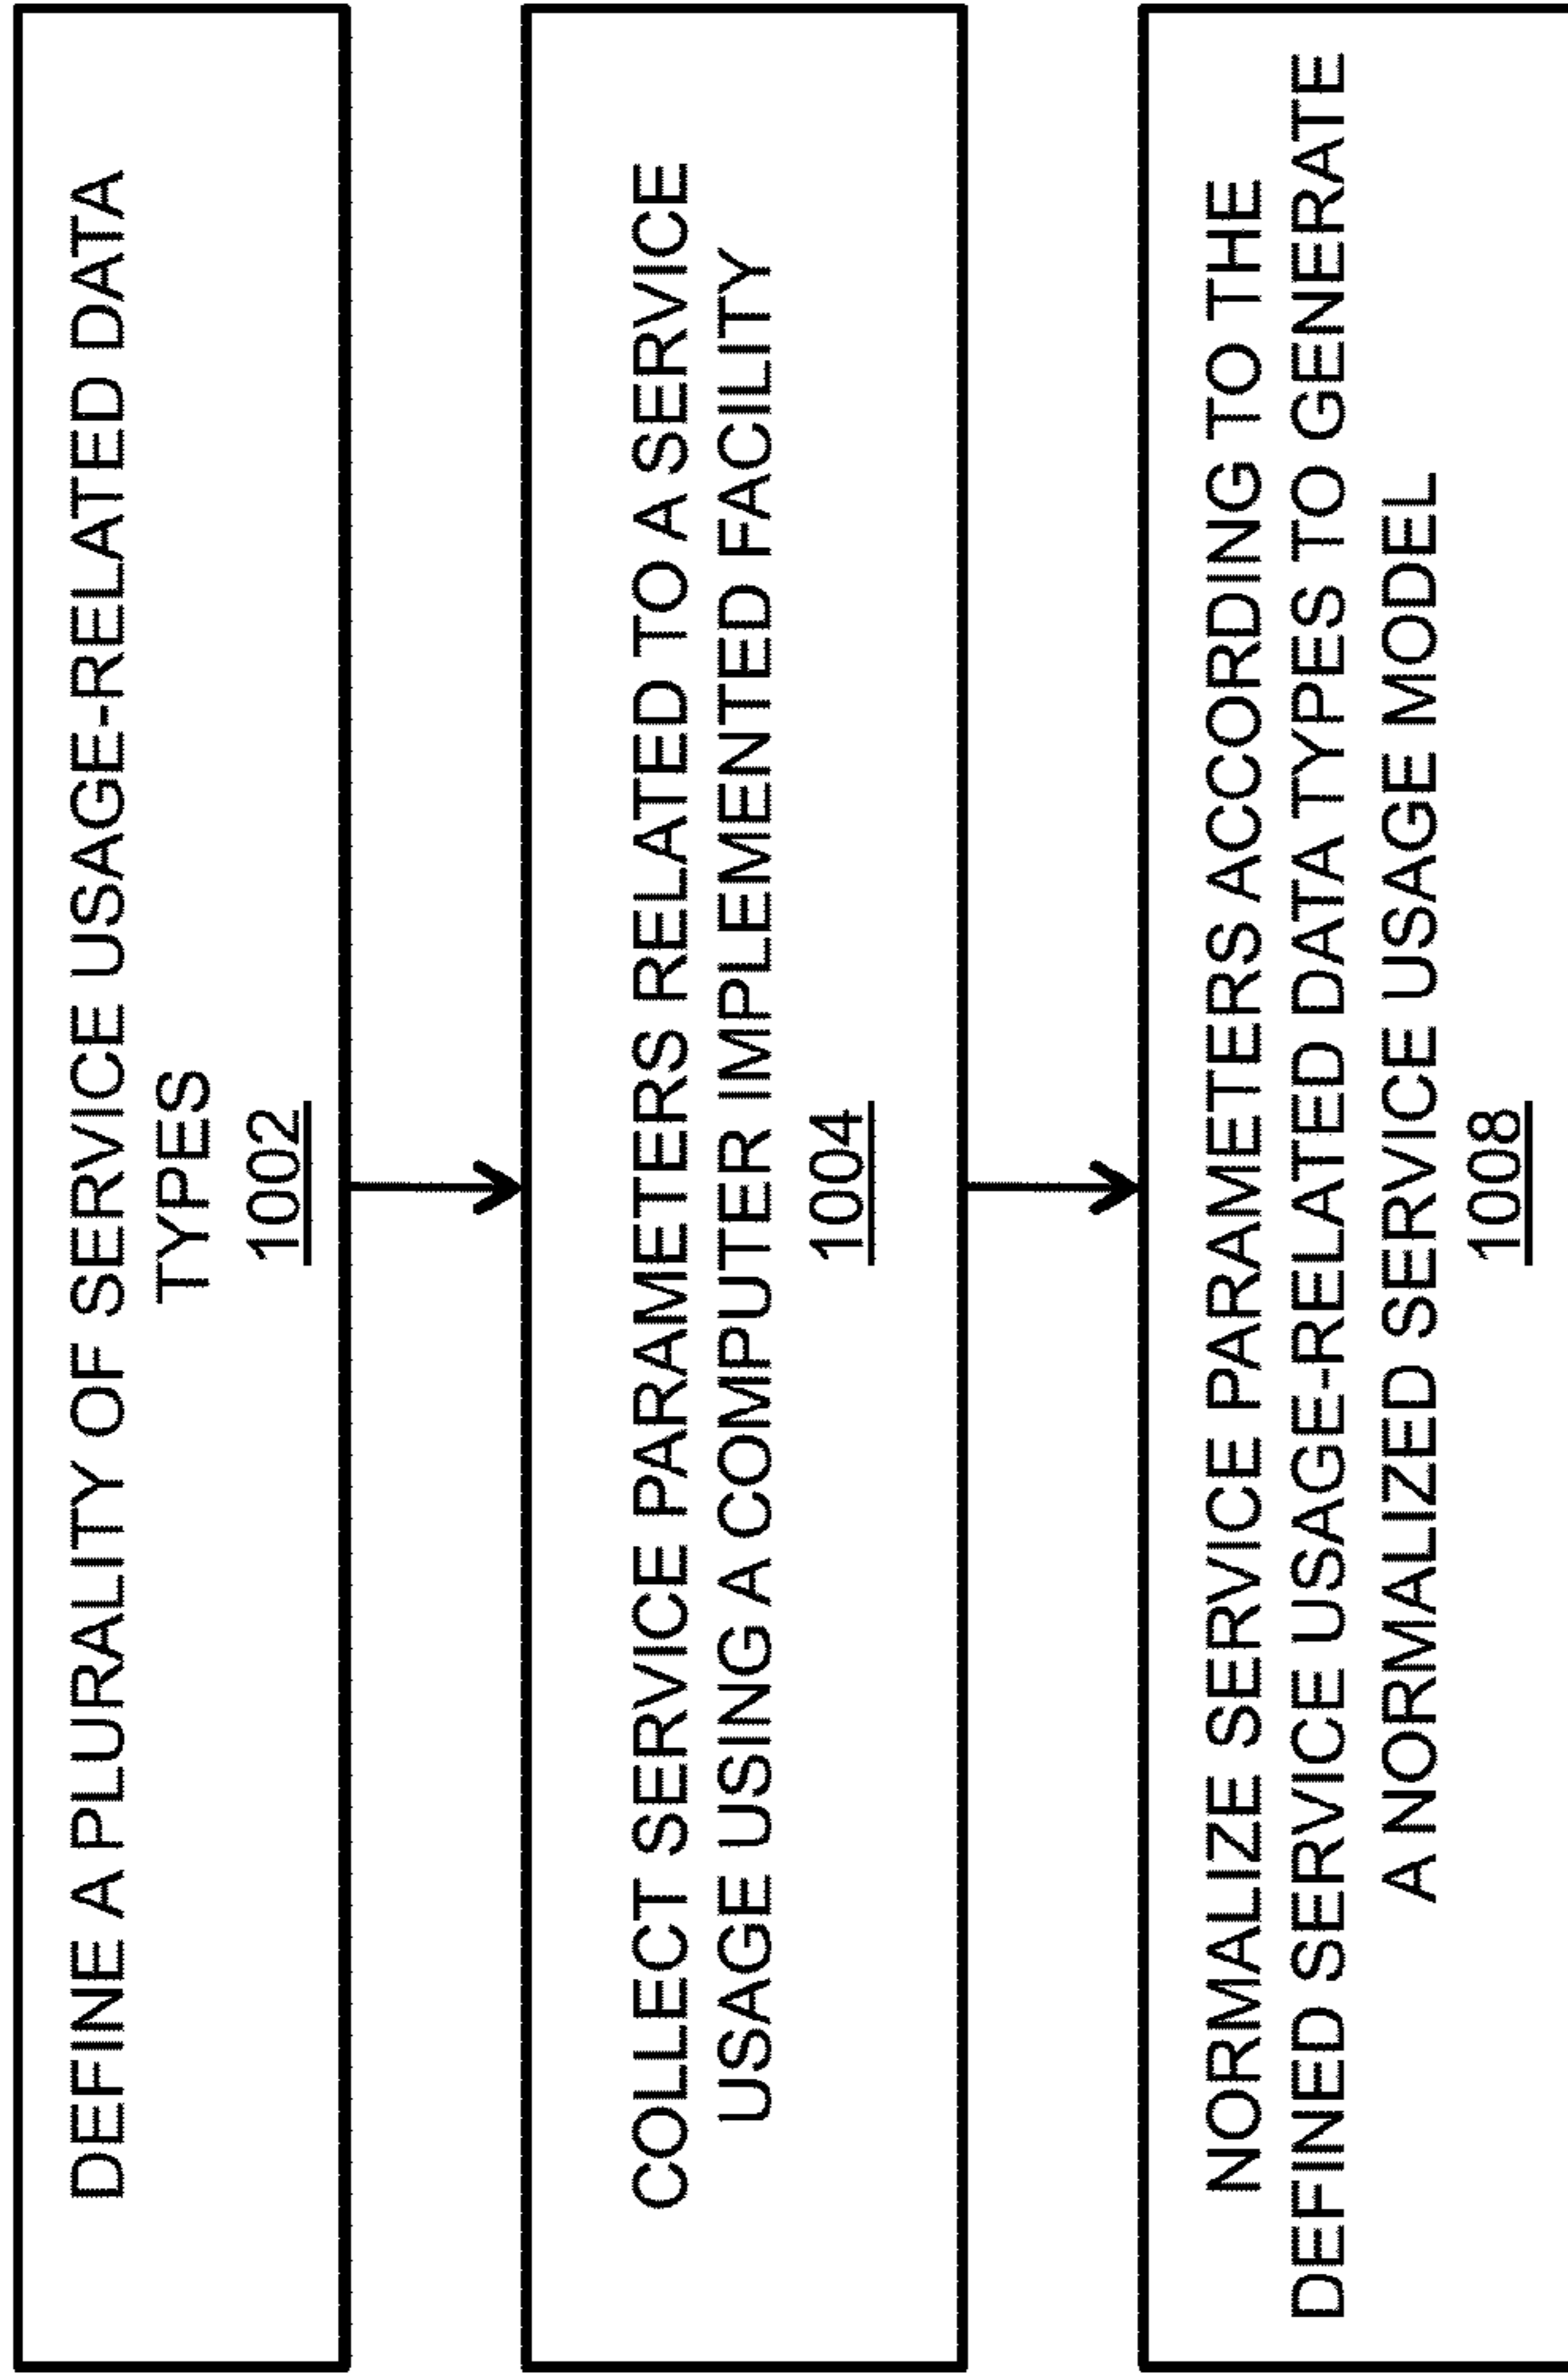 DEFINE A PLURALITY OF SERVICE USAGE-RELATED DATA
TYPES
1002
COLLECT SERVICE PARAMETERS RELATED TO A SERVICE
USAGE USING A COMPUTER IMPLEMENTED FACILITY
1004
NORMALIZE SERVICE PARAMETERS ACCORDING TO THE
DEFINED SERVICE USAGE-RELATED DATA TYPES TO GENERATE
A NORMALIZED SERVICE USAGE MODEL
1008